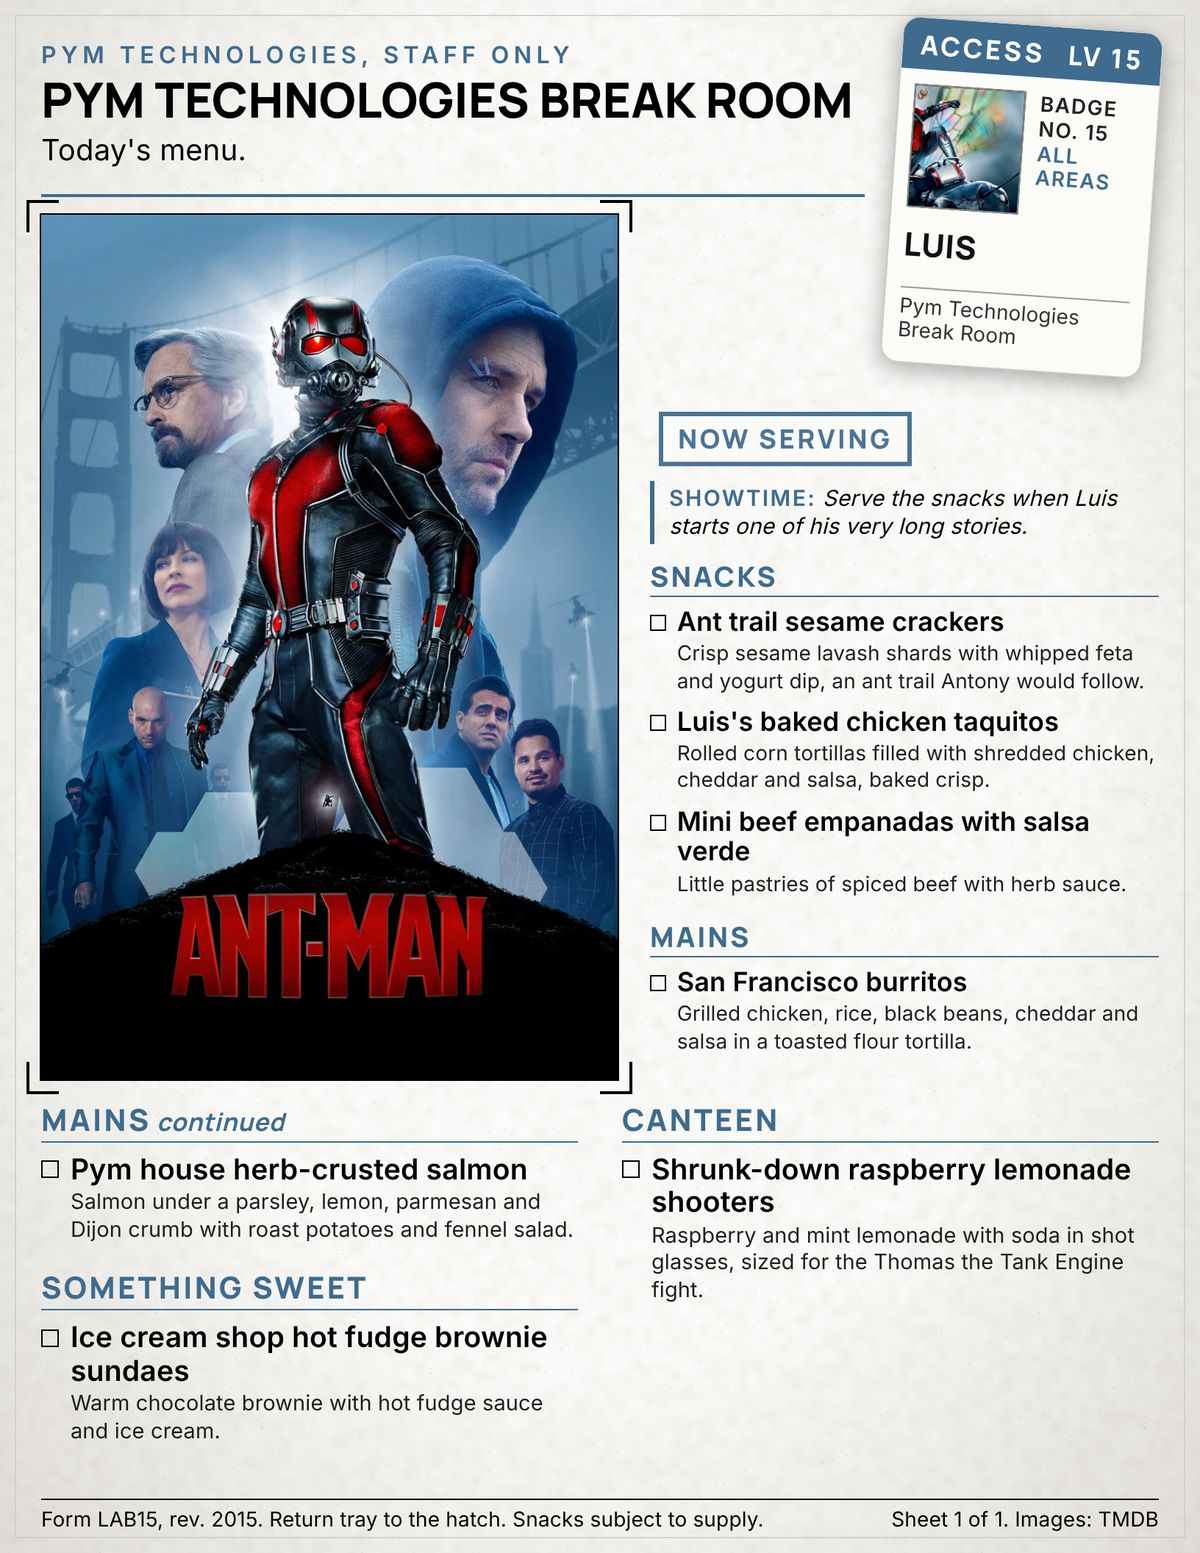 PYM TECHNOLOGIES, STAFF ONLY
PYM TECHNOLOGIES BREAK ROOM
Today's menu.
ACCESS LV 15
BADGE
NO. 15
ALL
AREAS
LUIS
Pym Technologies
Break Room
ANT-MAN
NOW SERVING
SHOWTIME: Serve the snacks when Luis
starts one of his very long stories.
SNACKS
Ant trail sesame crackers
Crisp sesame lavash shards with whipped feta
and yogurt dip, an ant trail Antony would follow.
Luis's baked chicken taquitos
Rolled corn tortillas filled with shredded chicken,
cheddar and salsa, baked crisp.
Mini beef empanadas with salsa
verde
Little pastries of spiced beef with herb sauce.
MAINS
San Francisco burritos
Grilled chicken, rice, black beans, cheddar and
salsa in a toasted flour tortilla.
MAINS continued
Pym house herb-crusted salmon
Salmon under a parsley, lemon, parmesan and
Dijon crumb with roast potatoes and fennel salad.
SOMETHING SWEET
Ice cream shop hot fudge brownie
sundaes
Warm chocolate brownie with hot fudge sauce
and ice cream.
CANTEEN
Shrunk-down raspberry lemonade
shooters
Raspberry and mint lemonade with soda in shot
glasses, sized for the Thomas the Tank Engine
fight.
Form LAB15, rev. 2015. Return tray to the hatch. Snacks subject to supply.
Sheet 1 of 1. Images: TMDB